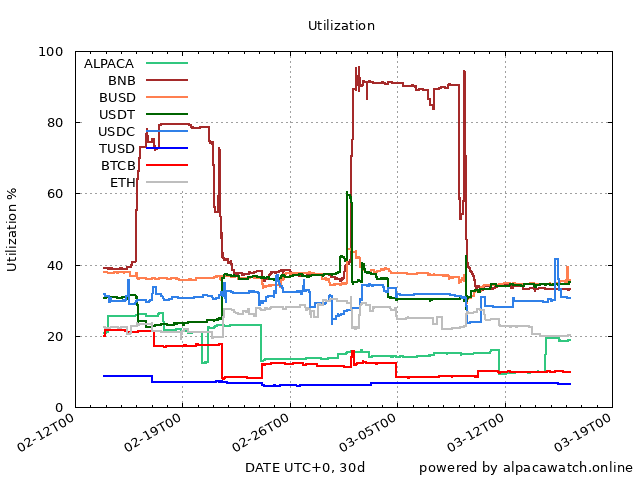 Utilization
100
80
60
40
20
0
Utilization %
ALPACA
BNB
BUSD
USDT
USDC
TUSD
BTCB
ETH
02-12T00
02-19T00
02-26T00
03-05T00
03-12T00
03-19T00
DATE UTC+0, 30d
powered by alpacawatch.online